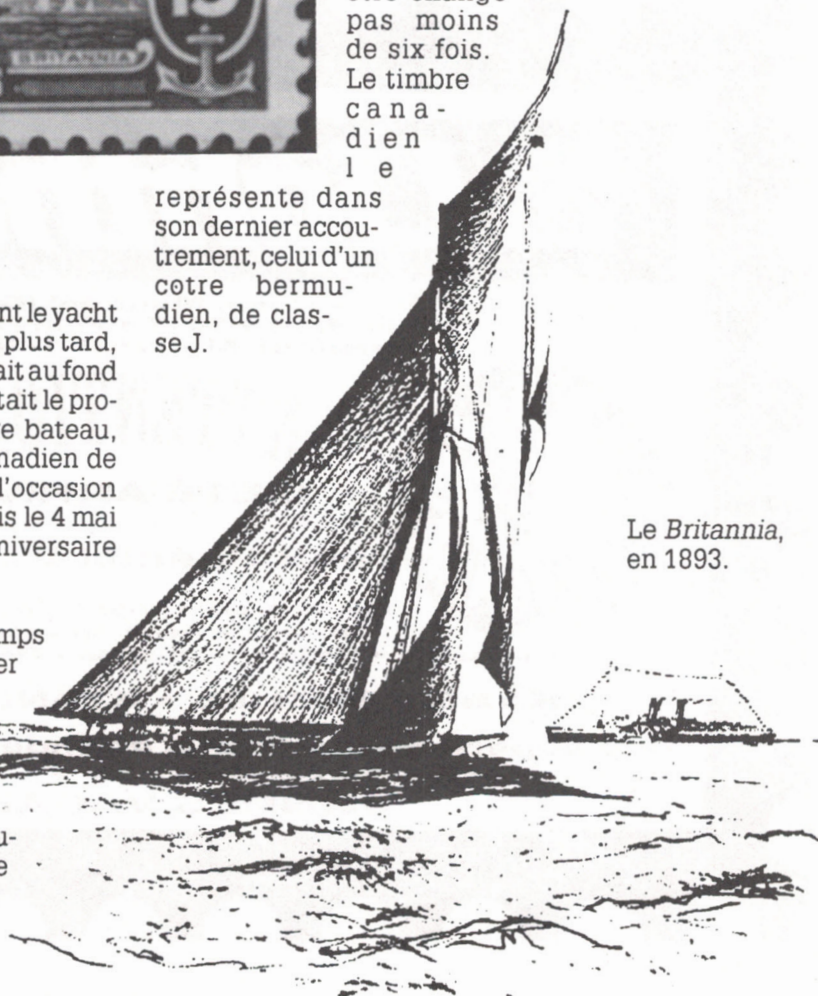 BRITANNIA
pas moins
de six fois.
Le timbre
cana-
dien
le
représente dans
son dernier accou-
trement, celui d'un
cotre bermu-
dien, de clas-
se J.
nt le yacht
plus tard,
ait au fond
tait le pro-
e bateau,
nadien de
l'occasion
is le 4 mai
niversaire
mps
er
u-
e
Le Britannia,
en 1893.